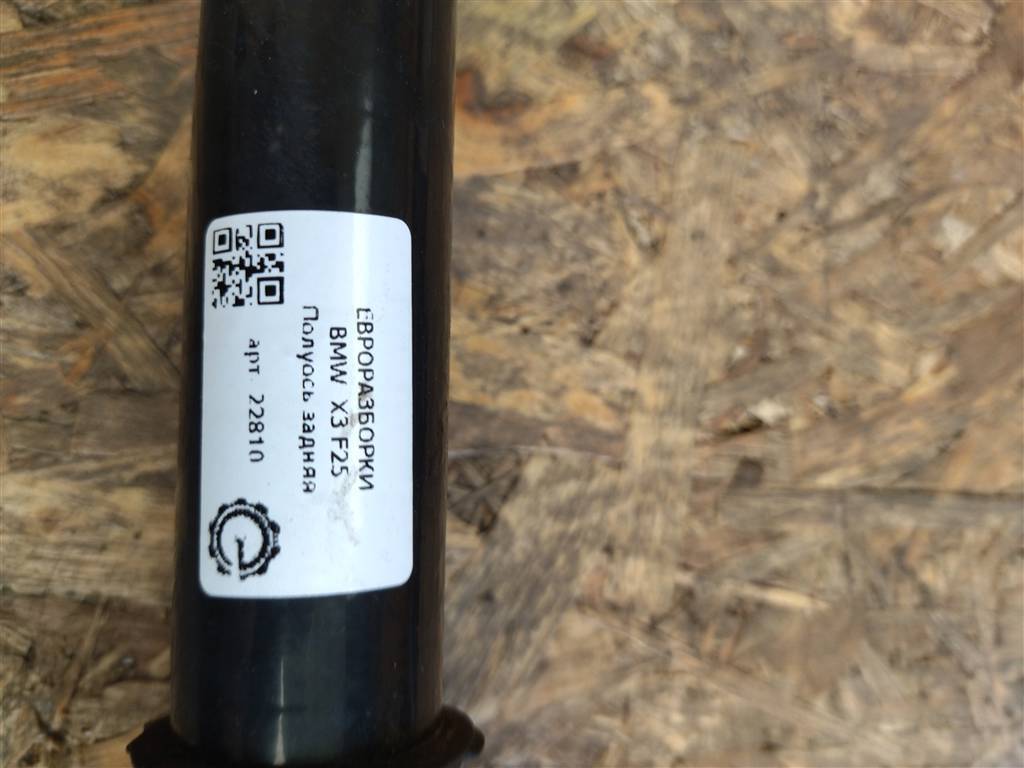 ЕВРОРАЗБОРКИ
BMW X3 F25
Полуось задняя
арт. 22810